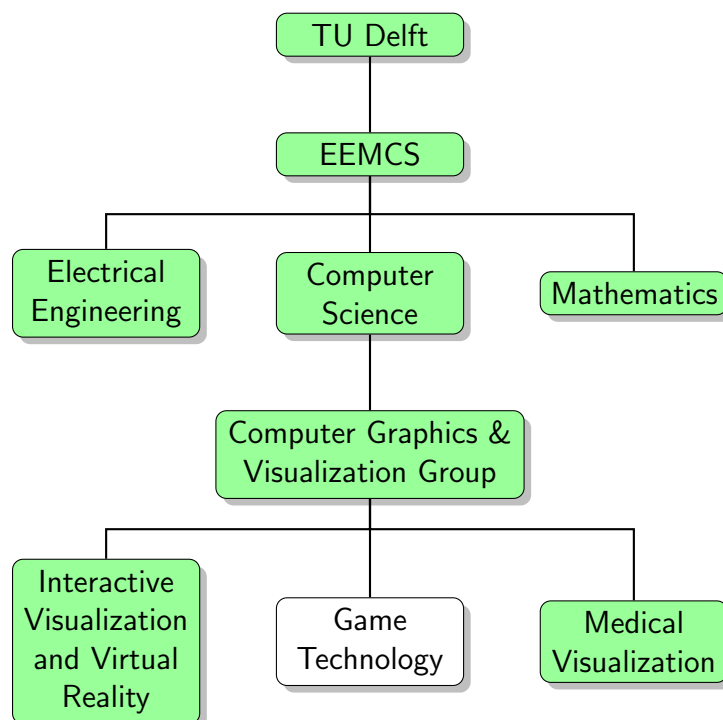 TU Delft
EEMCS
Electrical
Engineering
Computer
Science
Mathematics
Computer Graphics &
Visualization Group
Interactive
Visualization
and Virtual
Reality
Game
Technology
Medical
Visualization